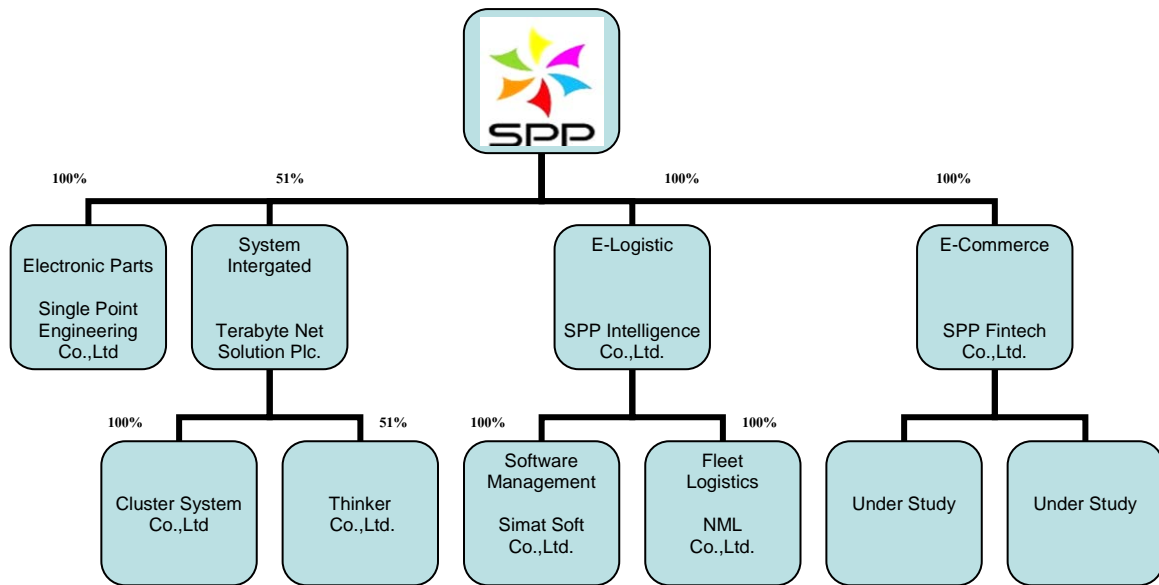 SPP
100%
51%
100%
100%
Electronic Parts
Single Point
Engineering
Co.,Ltd
System
Intergated
Terabyte Net
Solution Plc.
E-Logistic
SPP Intelligence
Co.,Ltd.
E-Commerce
SPP Fintech
Co.,Ltd.
100%
51%
100%
100%
Cluster System
Co.,Ltd
Thinker
Co.,Ltd.
Software
Management
Simat Soft
Co.,Ltd.
Fleet
Logistics
NML
Co.,Ltd.
Under Study
Under Study